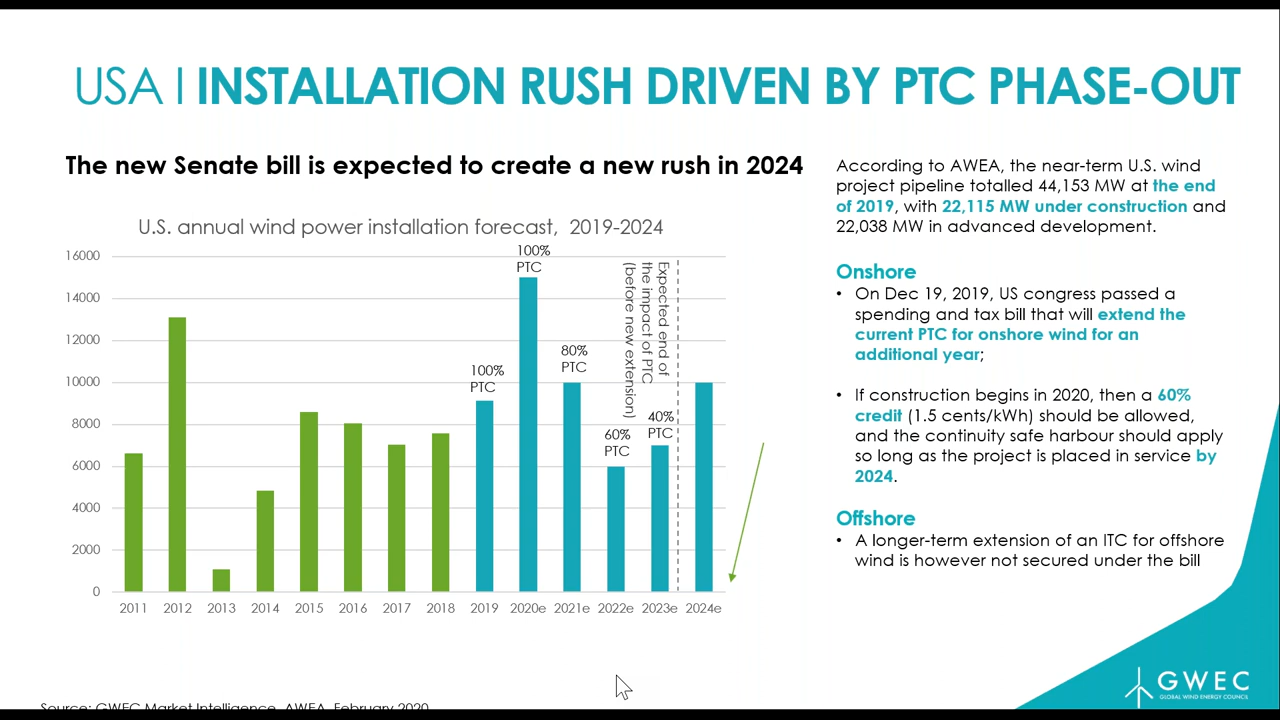 USA | INSTALLATION RUSH DRIVEN BY PTC PHASE-OUT
The new Senate bill is expected to create a new rush in 2024
U.S. annual wind power installation forecast, 2019-2024
16000
14000
12000
10000
8000
6000
4000
2000
0
100%
PTC
100%
PTC
80%
PTC
60%
PTC
40%
PTC
Expected end of
the impact of PTC
(before new extension)
2011 2012 2013 2014 2015 2016 2017 2018 2019 2020e 2021e 2022e 2023e 2024e
According to AWEA, the near-term U.S. wind
project pipeline totalled 44,153 MW at the end
of 2019, with 22,115 MW under construction and
22,038 MW in advanced development.
Onshore
• On Dec 19, 2019, US congress passed a
spending and tax bill that will extend the
current PTC for onshore wind for an
additional year;
• If construction begins in 2020, then a 60%
credit (1.5 cents/kWh) should be allowed,
and the continuity safe harbour should apply
so long as the project is placed in service by
2024.
Offshore
• A longer-term extension of an ITC for offshore
wind is however not secured under the bill
Source: GWEC Market Intelligence, AWEA, February 2020
GWEC
GLOBAL WIND ENERGY COUNCIL